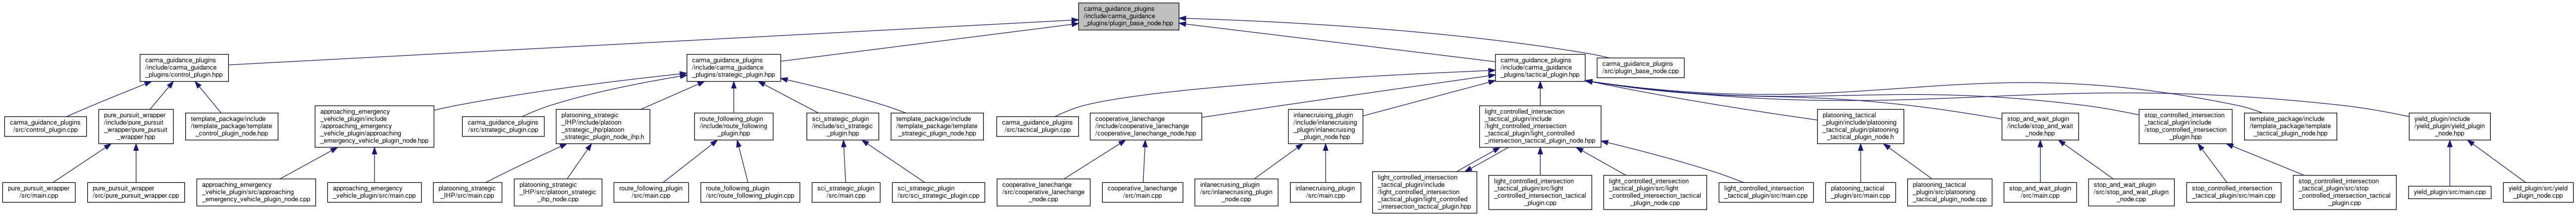 carma_guidance_plugins
/include/carma_guidance
_plugins/plugin_base_node.hpp
carma_guidance_plugins
/include/carma_guidance
_plugins/control_plugin.hpp
carma_guidance_plugins
/include/carma_guidance
_plugins/strategic_plugin.hpp
carma_guidance_plugins
/include/carma_guidance
_plugins/tactical_plugin.hpp
carma_guidance_plugins
/src/plugin_base_node.cpp
carma_guidance_plugins
/src/control_plugin.cpp
pure_pursuit_wrapper
/include/pure_pursuit
_wrapper/pure_pursuit
_wrapper.hpp
template_package/include
/template_package/template
_control_plugin_node.hpp
approaching_emergency
_vehicle_plugin/include
/approaching_emergency
_vehicle_plugin/approaching
_emergency_vehicle_plugin_node.hpp
carma_guidance_plugins
/src/strategic_plugin.cpp
platooning_strategic
_IHP/include/platoon
_strategic_ihp/platoon
_strategic_plugin_node_ihp.h
route_following_plugin
/include/route_following
_plugin.hpp
sci_strategic_plugin
/include/sci_strategic
_plugin.hpp
template_package/include
/template_package/template
_strategic_plugin_node.hpp
carma_guidance_plugins
/src/tactical_plugin.cpp
cooperative_lanechange
/include/cooperative_lanechange
/cooperative_lanechange_node.hpp
inlanecruising_plugin
/include/inlanecruising
_plugin/inlanecruising
_plugin_node.hpp
light_controlled_intersection
_tactical_plugin/include
/light_controlled_intersection
_tactical_plugin/light_controlled
_intersection_tactical_plugin_node.hpp
platooning_tactical
_plugin/include/platooning
_tactical_plugin/platooning
_tactical_plugin_node.h
stop_and_wait_plugin
/include/stop_and_wait
_node.hpp
stop_controlled_intersection
_tactical_plugin/include
/stop_controlled_intersection
_plugin.hpp
template_package/include
/template_package/template
_tactical_plugin_node.hpp
yield_plugin/include
/yield_plugin/yield_plugin
_node.hpp
pure_pursuit_wrapper
/src/main.cpp
pure_pursuit_wrapper
/src/pure_pursuit_wrapper.cpp
approaching_emergency
_vehicle_plugin/src/approaching
_emergency_vehicle_plugin_node.cpp
approaching_emergency
_vehicle_plugin/src/main.cpp
platooning_strategic
_IHP/src/main.cpp
platooning_strategic
_IHP/src/platoon_strategic
_ihp_node.cpp
route_following_plugin
/src/main.cpp
route_following_plugin
/src/route_following_plugin.cpp
sci_strategic_plugin
/src/main.cpp
sci_strategic_plugin
/src/sci_strategic_plugin.cpp
cooperative_lanechange
/src/cooperative_lanechange
_node.cpp
cooperative_lanechange
/src/main.cpp
inlanecruising_plugin
/src/inlanecruising_plugin
_node.cpp
inlanecruising_plugin
/src/main.cpp
light_controlled_intersection
_tactical_plugin/include
/light_controlled_intersection
_tactical_plugin/light_controlled
_intersection_tactical_plugin.hpp
light_controlled_intersection
_tactical_plugin/src/light
_controlled_intersection_tactical
_plugin.cpp
light_controlled_intersection
_tactical_plugin/src/light
_controlled_intersection_tactical
_plugin_node.cpp
light_controlled_intersection
_tactical_plugin/src/main.cpp
platooning_tactical
_plugin/src/main.cpp
platooning_tactical
_plugin/src/platooning
_tactical_plugin_node.cpp
stop_and_wait_plugin
/src/main.cpp
stop_and_wait_plugin
/src/stop_and_wait_plugin
_node.cpp
stop_controlled_intersection
_tactical_plugin/src/main.cpp
stop_controlled_intersection
_tactical_plugin/src/stop
_controlled_intersection_tactical
_plugin.cpp
yield_plugin/src/main.cpp
yield_plugin/src/yield
_plugin_node.cpp